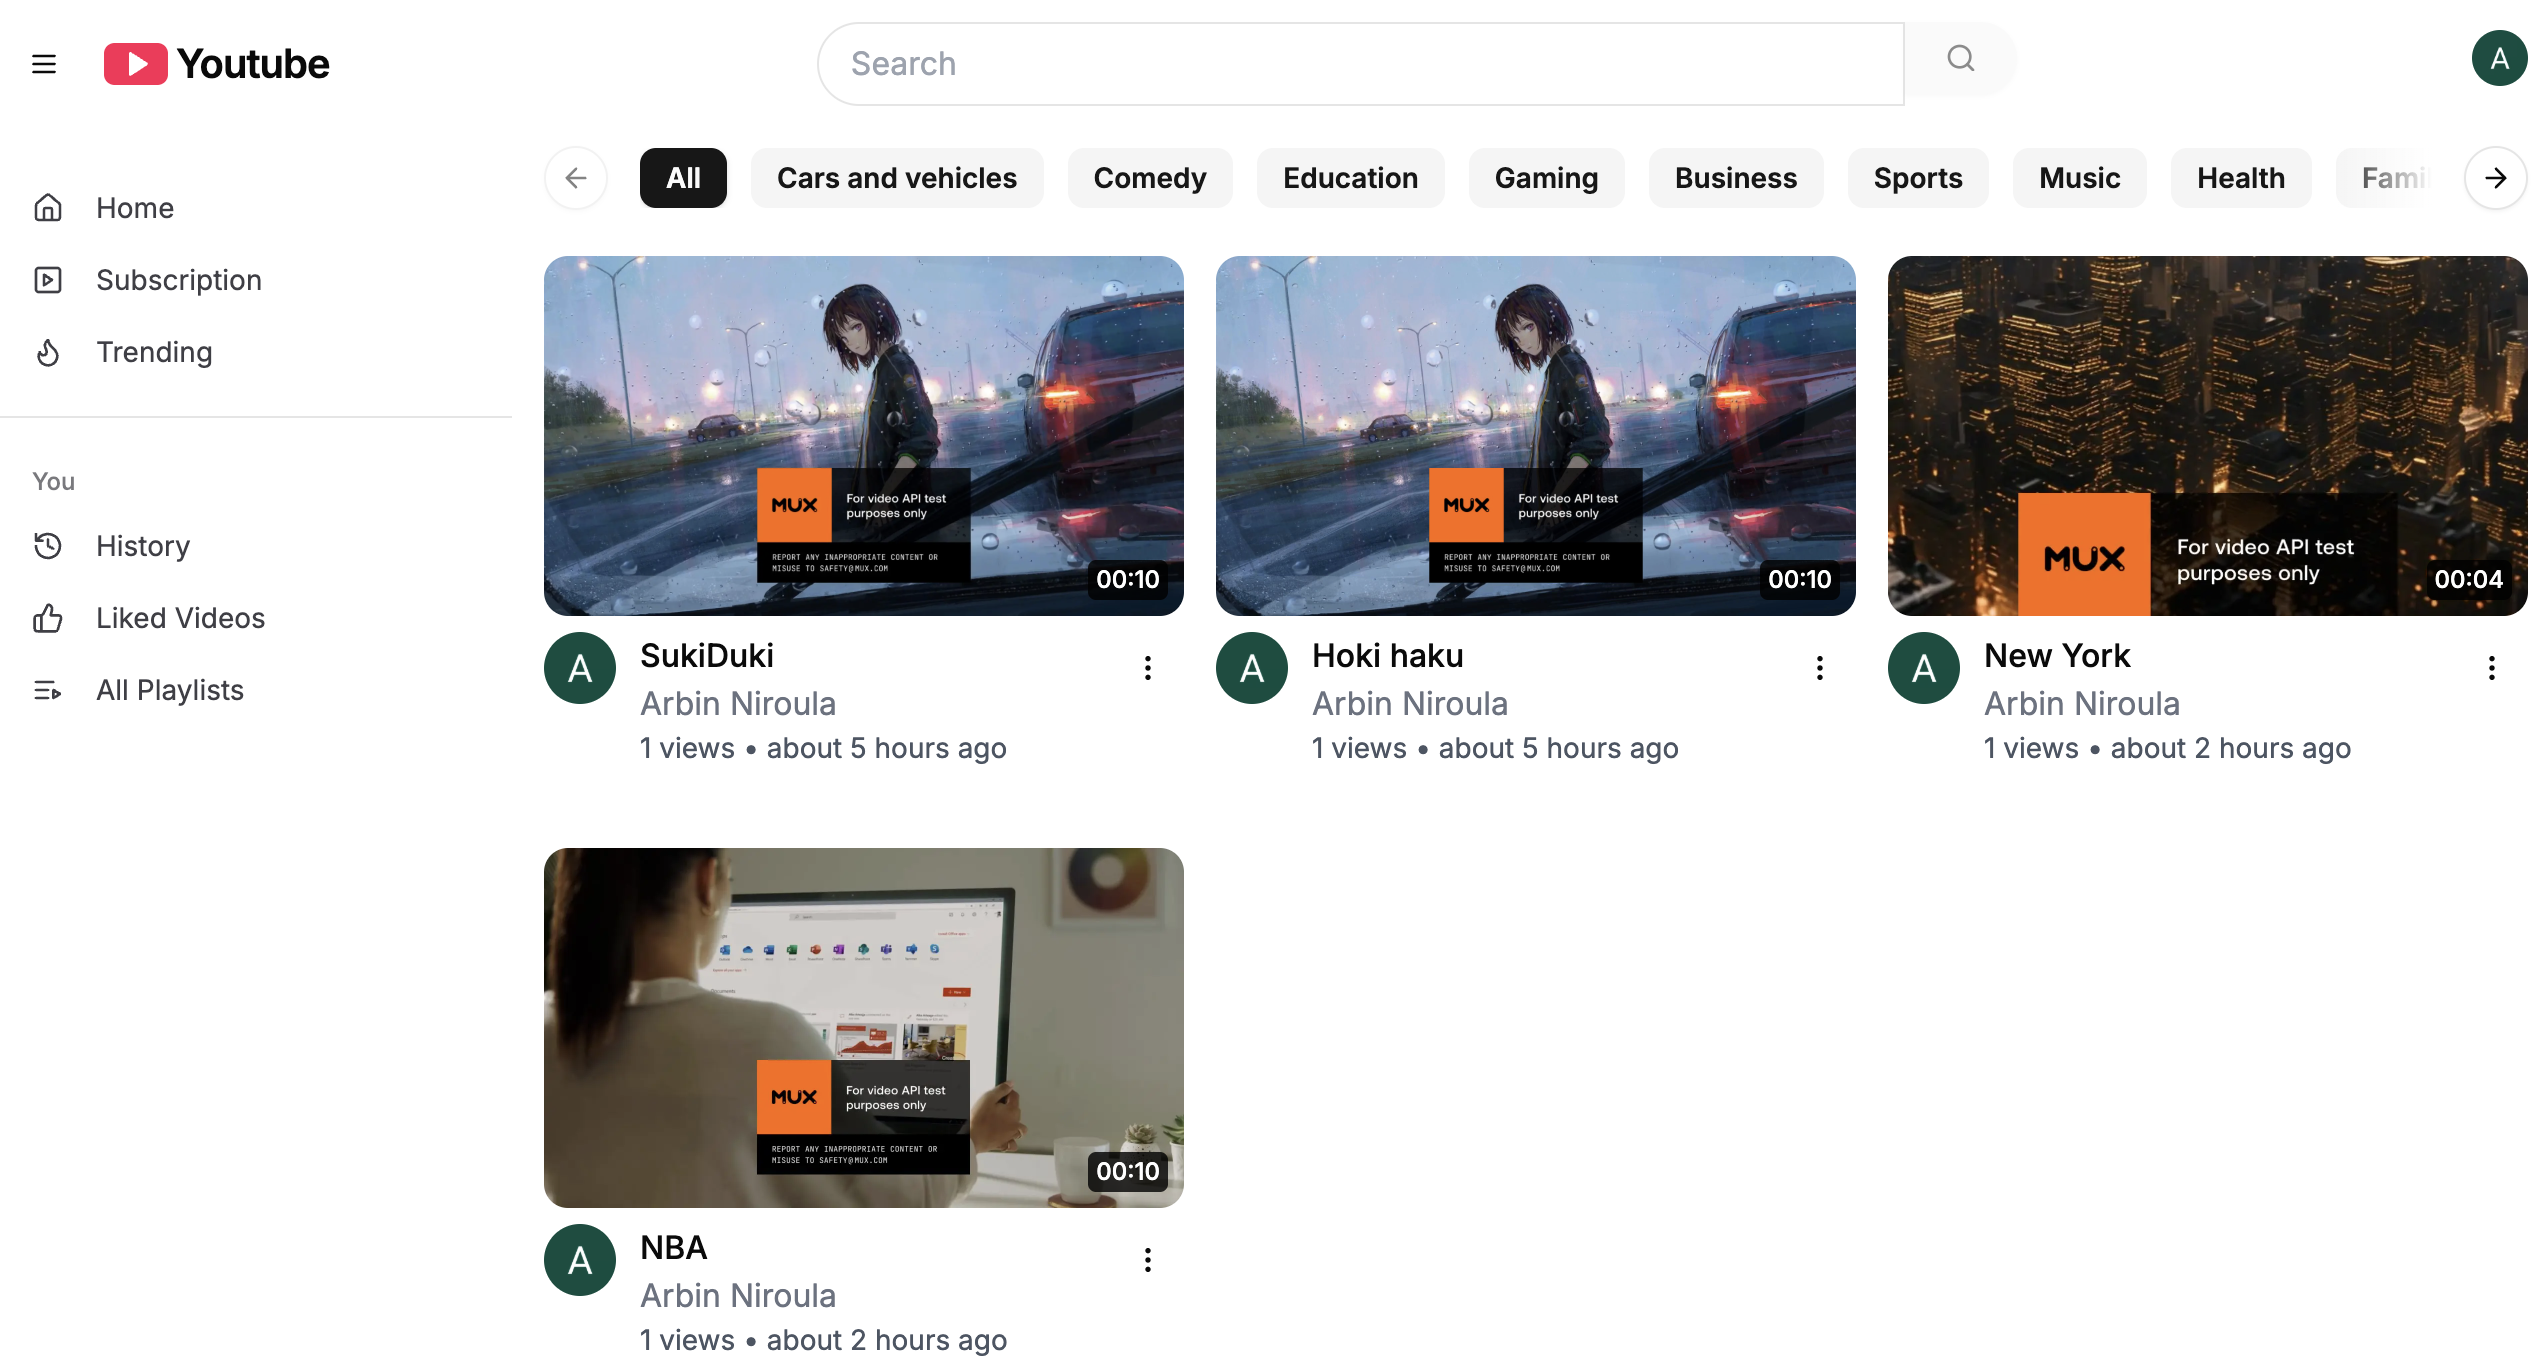 Youtube
Search
A
All
Cars and vehicles
Comedy
Education
Gaming
Business
Sports
Music
Health
Fami
Home
Subscription
Trending
You
History
Liked Videos
All Playlists
MUX
For video API test
purposes only
REPORT ANY INAPPROPRIATE CONTENT OR
MISUSE TO SAFETY@MUX.COM
00:10
MUX
For video API test
purposes only
REPORT ANY INAPPROPRIATE CONTENT OR
MISUSE TO SAFETY@MUX.COM
00:10
MUX
For video API test
purposes only
00:04
A
SukiDuki
Arbin Niroula
1 views • about 5 hours ago
A
Hoki haku
Arbin Niroula
1 views • about 5 hours ago
A
New York
Arbin Niroula
1 views • about 2 hours ago
MUX
For video API test
purposes only
REPORT ANY INAPPROPRIATE CONTENT OR
MISUSE TO SAFETY@MUX.COM
00:10
A
NBA
Arbin Niroula
1 views • about 2 hours ago